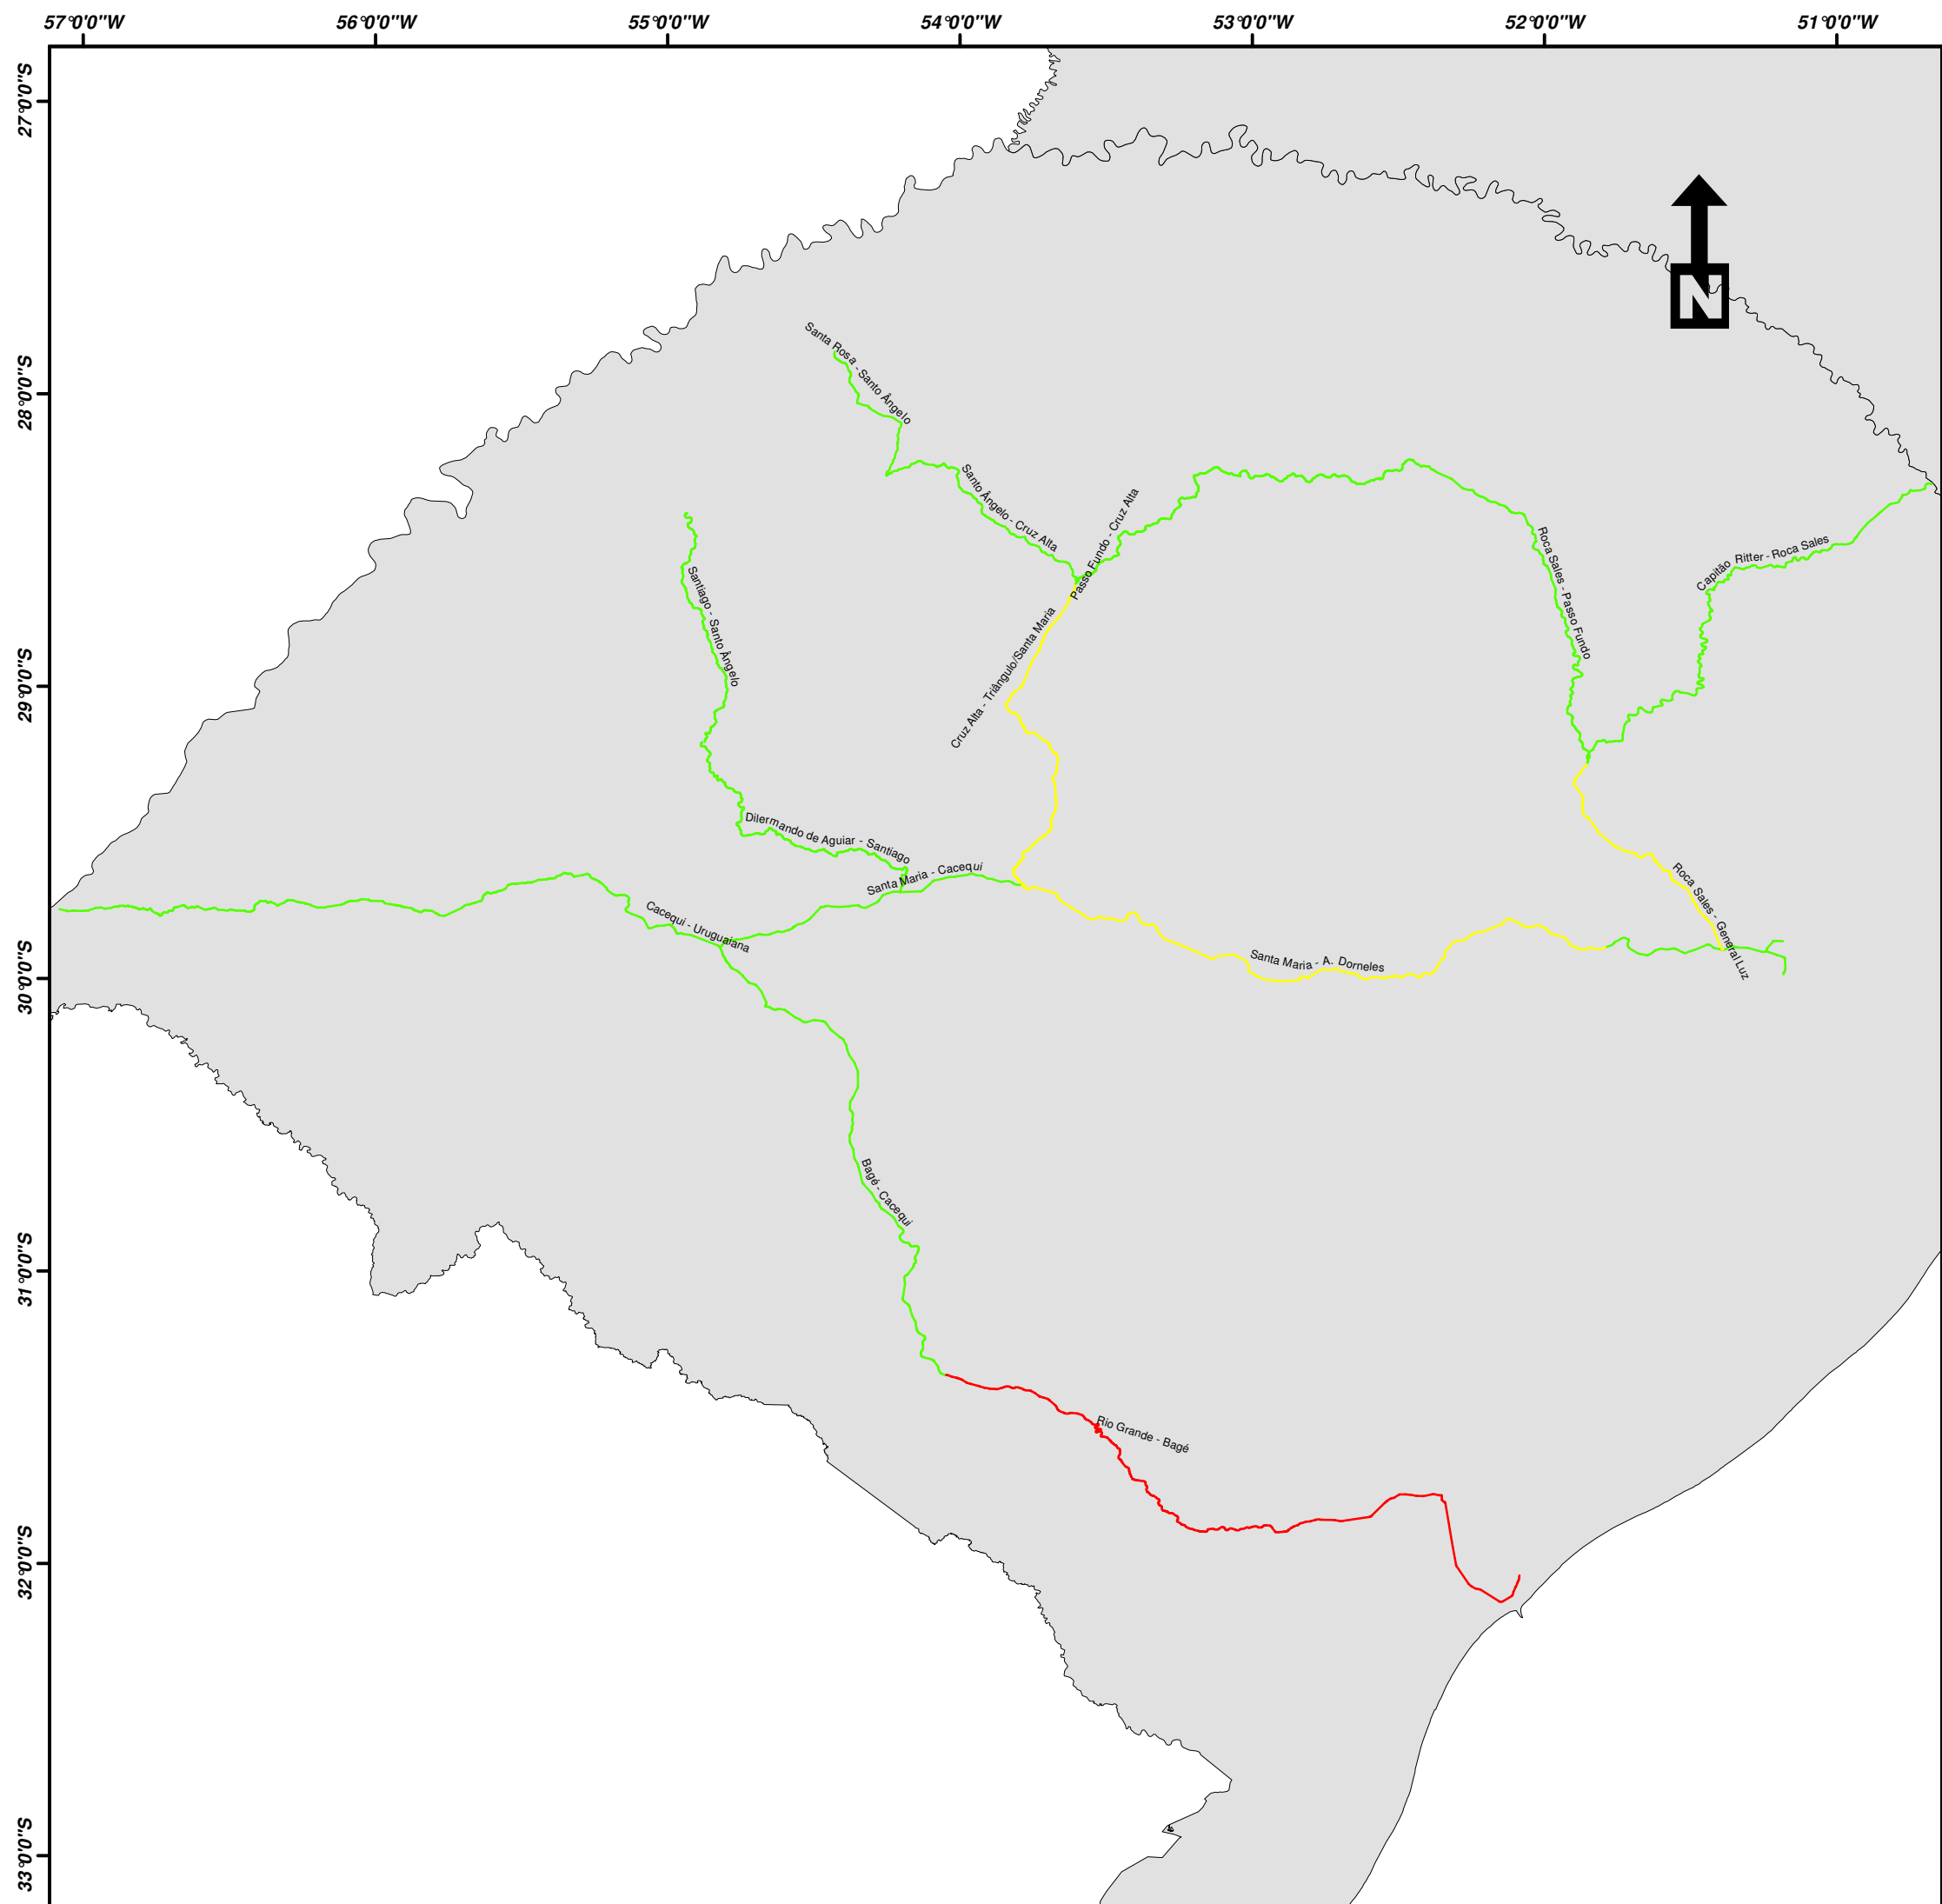 57°0'0"W
56°0'0"W
55°0'0"W
54°0'0"W
53°0'0"W
52°0'0"W
51°0'0"W
27°0'0"S
28°0'0"S
29°0'0"S
30°0'0"S
31°0'0"S
32°0'0"S
33°0'0"S
N
Santa Rosa - Santo Ângelo
Santo Ângelo - Cruz Alta
Passo Fundo - Cruz Alta
Roca Sales - Passo Fundo
Capitão Ritter - Roca Sales
Santiago - Santo Ângelo
Cruz Alta - Triângulo/Santa Maria
Dilermando de Aguiar - Santiago
Santa Maria - Cacequi
Cacequi - Uruguaiana
Santa Maria - A. Dorneles
Roca Sales - General Luz
Bagé - Cacequi
Rio Grande - Bagé